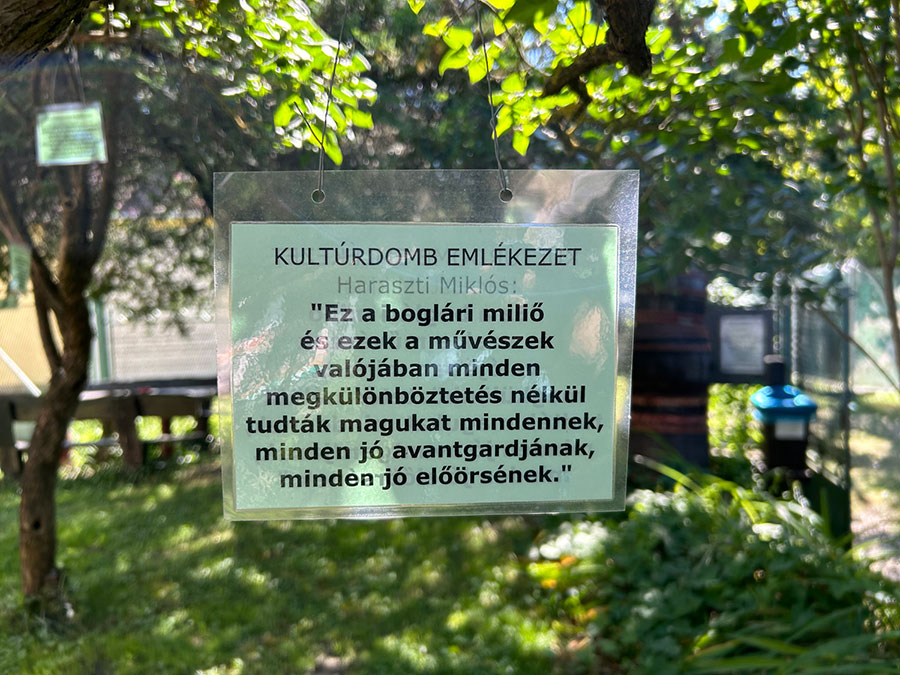 KULTÚRDOMB EMLÉKEZET
Haraszti Miklós:
"Ez a boglári miliő
és ezek a művészek
valójában minden
megkülönböztetés nélkül
tudták magukat mindennek,
minden jó avantgardjának,
minden jó előörsének."